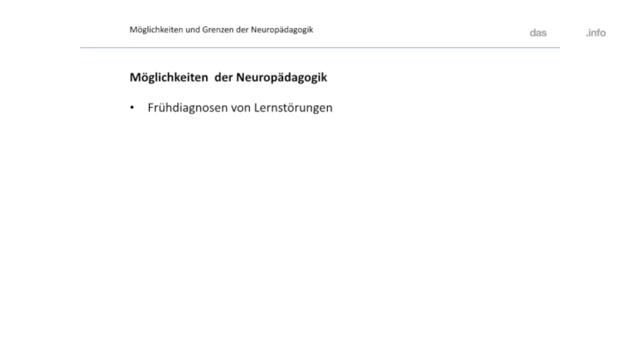 Möglichkeiten und Grenzen der Neuropädagogik
das .info
Möglichkeiten der Neuropädagogik
• Frühdiagnosen von Lernstörungen